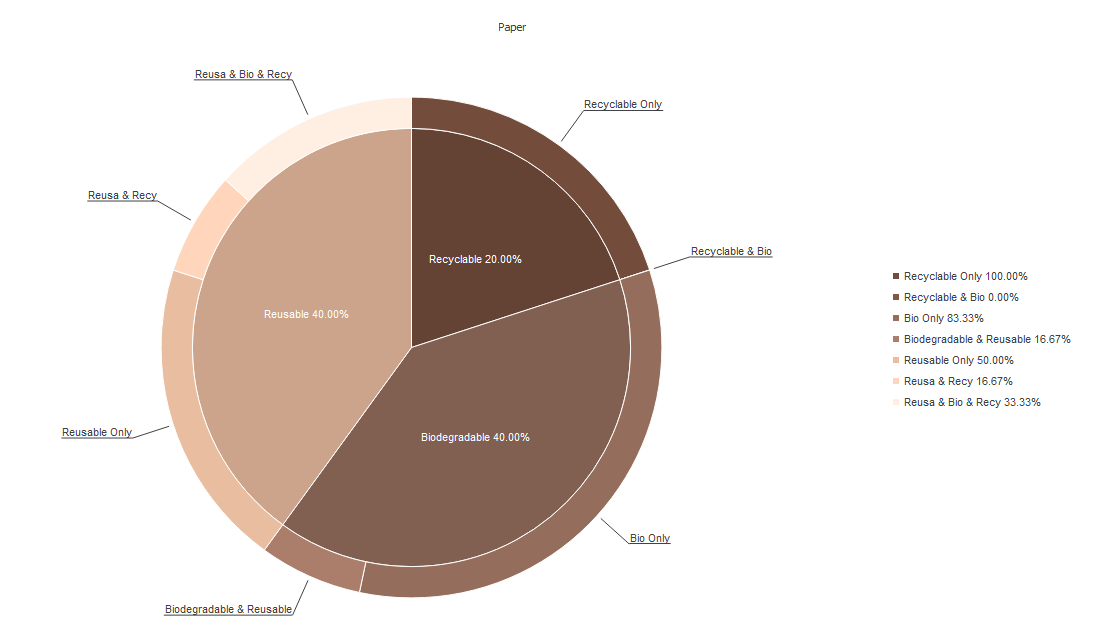 Paper
Reusa & Bio & Recy
Recyclable Only
Reusa & Recy
Recyclable & Bio
Recyclable 20.00%
Reusable 40.00%
Biodegradable 40.00%
Reusable Only
Bio Only
Biodegradable & Reusable
Recyclable Only 100.00%
Recyclable & Bio 0.00%
Bio Only 83.33%
Biodegradable & Reusable 16.67%
Reusable Only 50.00%
Reusa & Recy 16.67%
Reusa & Bio & Recy 33.33%